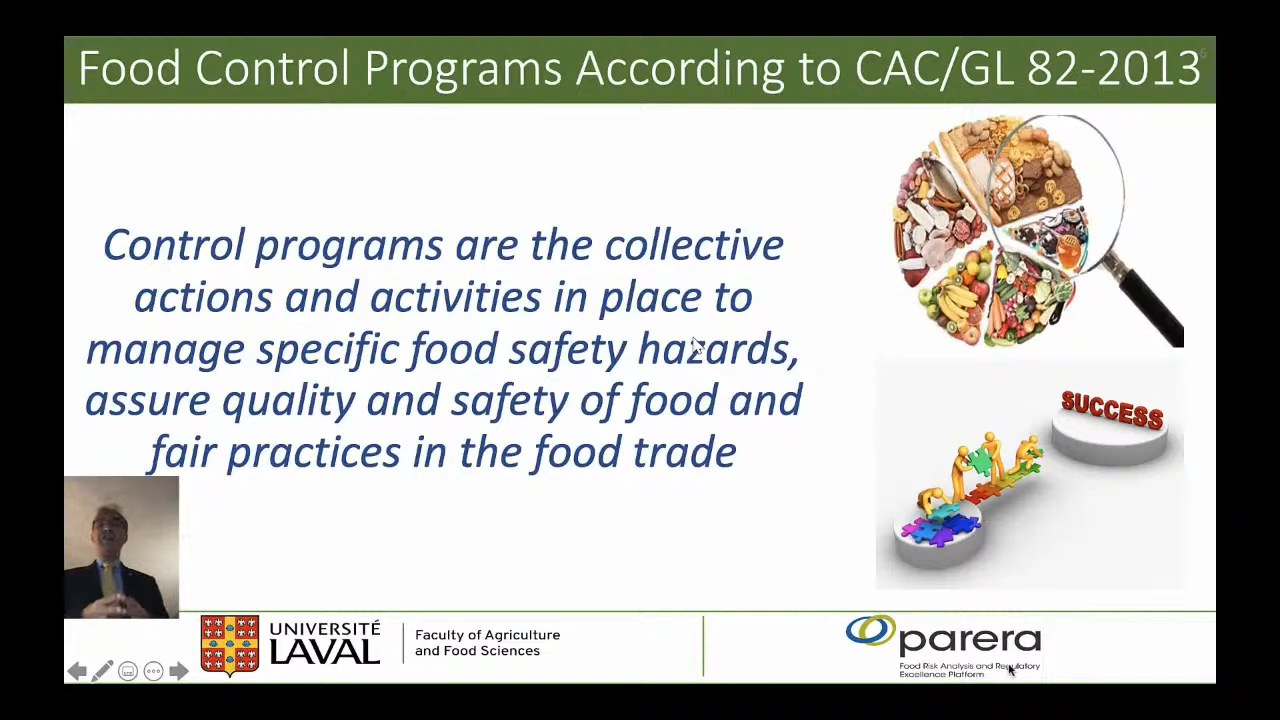 Food Control Programs According to CAC/GL 82-2013
6
Control programs are the collective
actions and activities in place to
manage specific food safety hazards,
assure quality and safety of food and
fair practices in the food trade
SUCCESS
UNIVERSITÉ
LAVAL
Faculty of Agriculture
and Food Sciences
parera
Food Risk Analysis and Regulatory
Excellence Platform